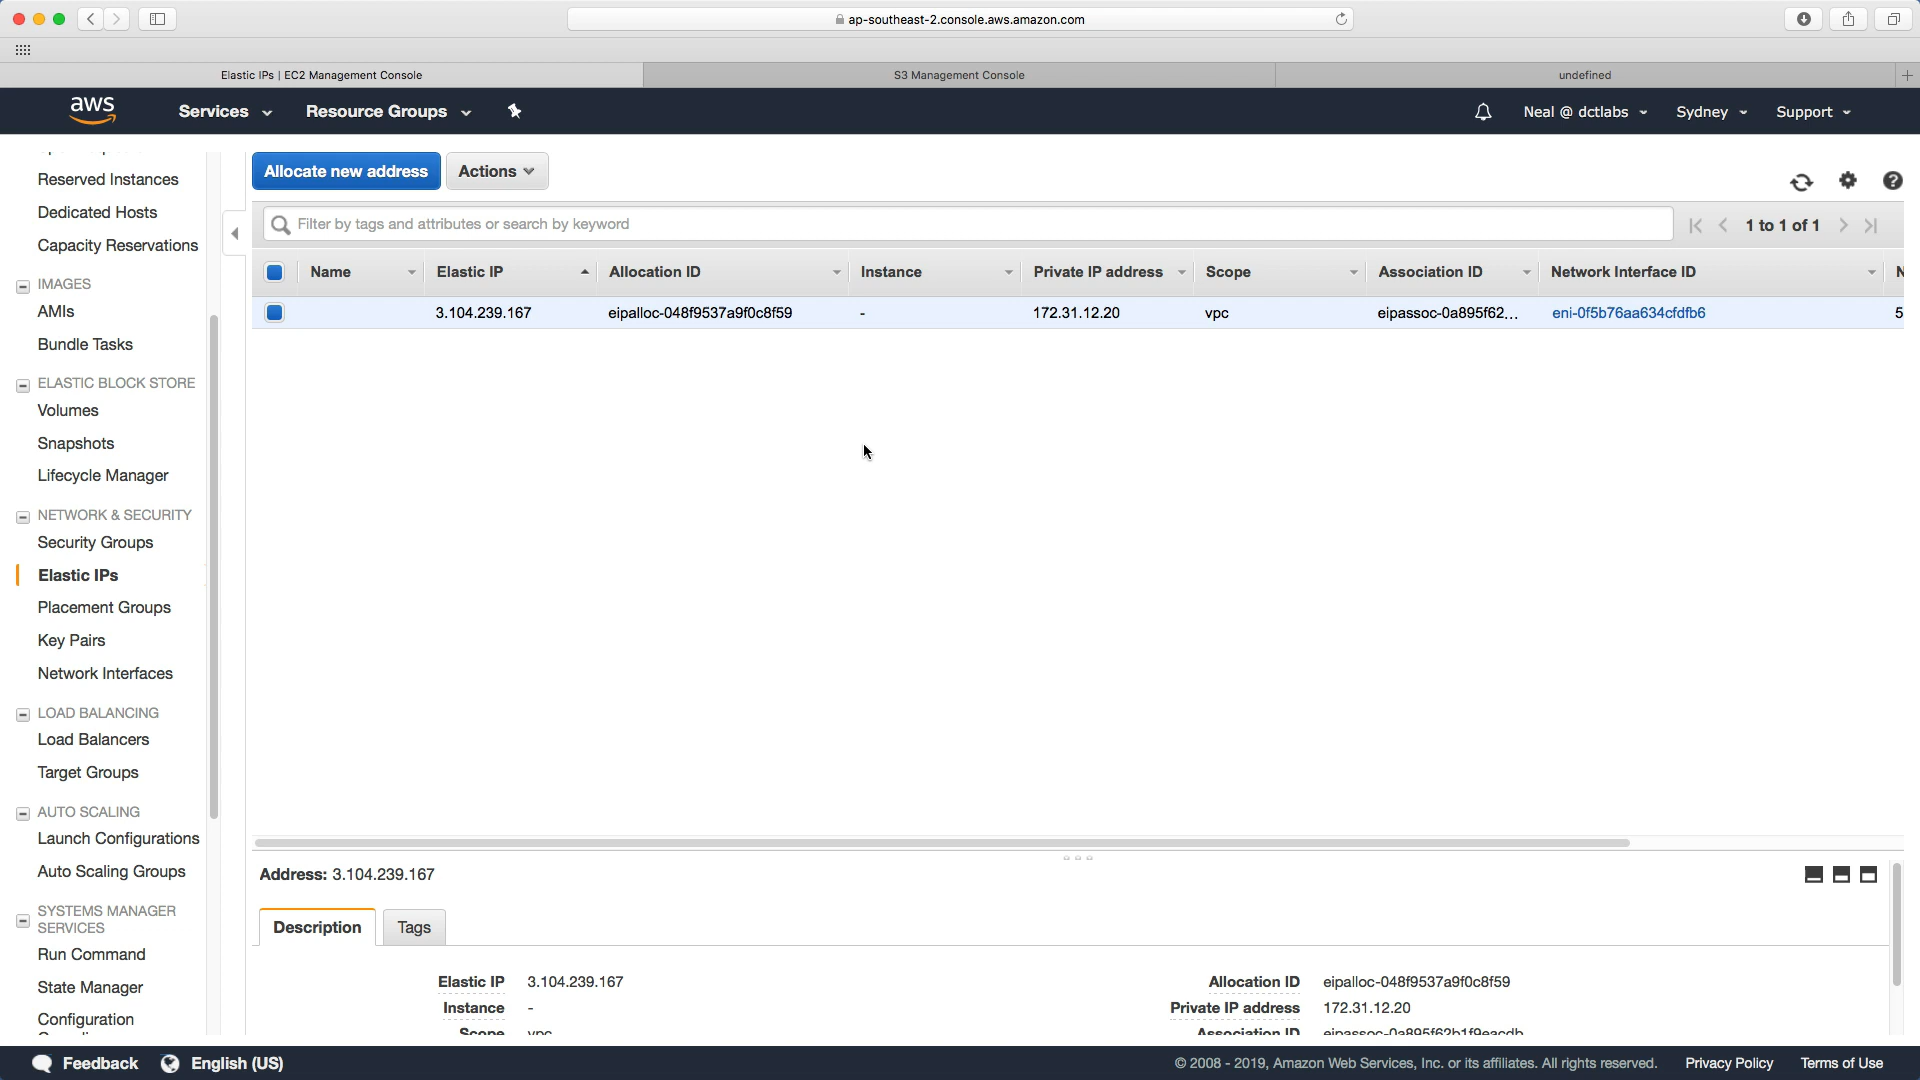 ap-southeast-2.console.aws.amazon.com
Elastic IPs | EC2 Management Console
S3 Management Console
undefined
aws
Services
Resource Groups
Neal @ dctlabs
Sydney
Support
Reserved Instances
Dedicated Hosts
Capacity Reservations
IMAGES
AMIs
Bundle Tasks
ELASTIC BLOCK STORE
Volumes
Snapshots
Lifecycle Manager
NETWORK & SECURITY
Security Groups
Elastic IPs
Placement Groups
Key Pairs
Network Interfaces
LOAD BALANCING
Load Balancers
Target Groups
AUTO SCALING
Launch Configurations
Auto Scaling Groups
SYSTEMS MANAGER
SERVICES
Run Command
State Manager
Configuration
Allocate new address
Actions
Filter by tags and attributes or search by keyword
1 to 1 of 1
Name Elastic IP Allocation ID Instance Private IP address Scope Association ID Network Interface ID N
3.104.239.167 eipalloc-048f9537a9f0c8f59 - 172.31.12.20 vpc eipassoc-0a895f62... eni-0f5b76aa634cfdfb6 5
Address: 3.104.239.167
Description Tags
Elastic IP 3.104.239.167 Allocation ID eipalloc-048f9537a9f0c8f59
Instance - Private IP address 172.31.12.20
Scope vpc Association ID eipassoc-0a895f62b1f9eacdb
Feedback English (US)
© 2008 - 2019, Amazon Web Services, Inc. or its affiliates. All rights reserved. Privacy Policy Terms of Use